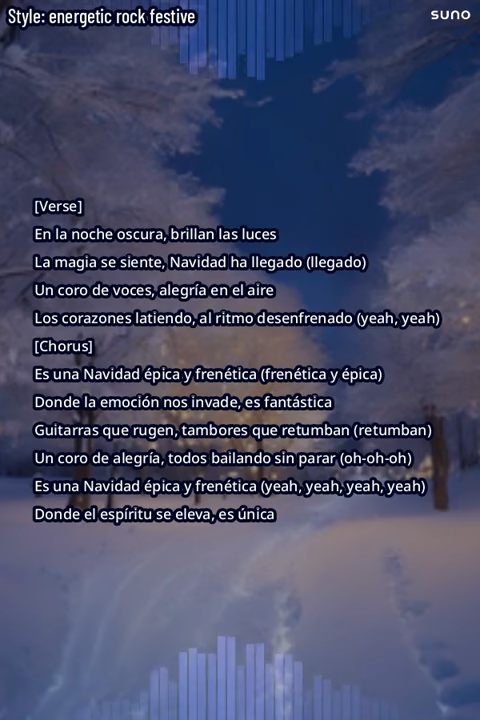 Style: energetic rock festive
suno
[Verse]
En la noche oscura, brillan las luces
La magia se siente, Navidad ha llegado (llegado)
Un coro de voces, alegría en el aire
Los corazones latiendo, al ritmo desenfrenado (yeah, yeah)
[Chorus]
Es una Navidad épica y frenética (frenética y épica)
Donde la emoción nos invade, es fantástica
Guitarras que rugen, tambores que retumban (retumban)
Un coro de alegría, todos bailando sin parar (oh-oh-oh)
Es una Navidad épica y frenética (yeah, yeah, yeah, yeah)
Donde el espíritu se eleva, es única